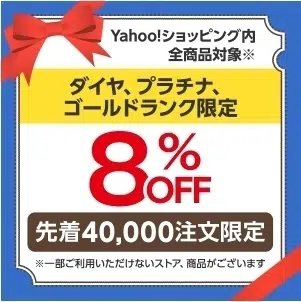 Yahoo!ショッピング内
全商品対象※
ダイヤ、プラチナ、
ゴールドランク限定
8%OFF
先着40,000注文限定
※一部ご利用いただけないストア、商品がございます